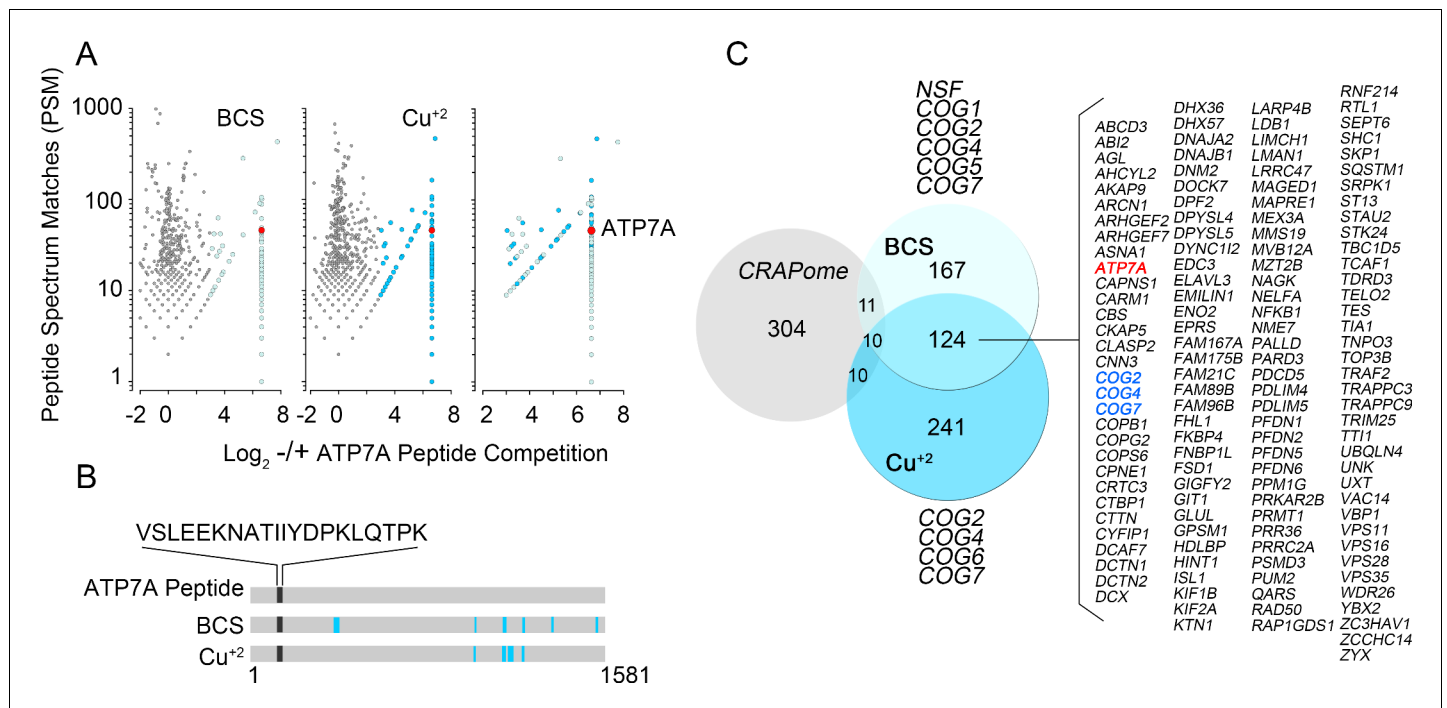 A
Peptide Spectrum Matches (PSM)
1000
100
10
1
BCS
Cu+2
ATP7A
-2 0 4 8
-2 0 4 8
2 4 6 8
Log2 -/+ ATP7A Peptide Competition
B
VSLEEKNATIIYDPKLQTPK
ATP7A Peptide
BCS
Cu+2
1 1581
C
NSF
COG1
COG2
COG4
COG5
COG7
CRAPome
304
BCS
167
11
10
124
10
241
Cu+2
COG2
COG4
COG6
COG7
ABCD3
ABI2
AGL
AHCYL2
AKAP9
ARCN1
ARHGEF2
ARHGEF7
ASNA1
ATP7A
CAPNS1
CARM1
CBS
CKAP5
CLASP2
CNN3
COG2
COG4
COG7
COPB1
COPG2
COPS6
CPNE1
CRTC3
CTBP1
CTTN
CYFIP1
DCAF7
DCTN1
DCTN2
DCX
DHX36
DHX57
DNAJA2
DNAJB1
DNM2
DOCK7
DPF2
DPYSL4
DPYSL5
DYNC1I2
EDC3
ELAVL3
EMILIN1
ENO2
EPRS
FAM167A
FAM175B
FAM21C
FAM89B
FAM96B
FHL1
FKBP4
FNBP1L
FSD1
GIGFY2
GIT1
GLUL
GPSM1
HDLBP
HINT1
ISL1
KIF1B
KIF2A
KTN1
LARP4B
LDB1
LIMCH1
LMAN1
LRRC47
MAGED1
MAPRE1
MEX3A
MMS19
MVB12A
MZT2B
NAGK
NELFA
NFKB1
NME7
PALLD
PARD3
PDCD5
PDLIM4
PDLIM5
PFDN1
PFDN2
PFDN5
PFDN6
PPM1G
PRKAR2B
PRMT1
PRR36
PRRC2A
PSMD3
PUM2
QARS
RAD50
RAP1GDS1
RNF214
RTL1
SEPT6
SHC1
SKP1
SQSTM1
SRPK1
ST13
STAU2
STK24
TBC1D5
TCAF1
TDRD3
TELO2
TES
TIA1
TNPO3
TOP3B
TRAF2
TRAPPC3
TRAPPC9
TRIM25
TTI1
UBQLN4
UNK
UXT
VAC14
VBP1
VPS11
VPS16
VPS28
VPS35
WDR26
YBX2
ZC3HAV1
ZCCHC14
ZYX